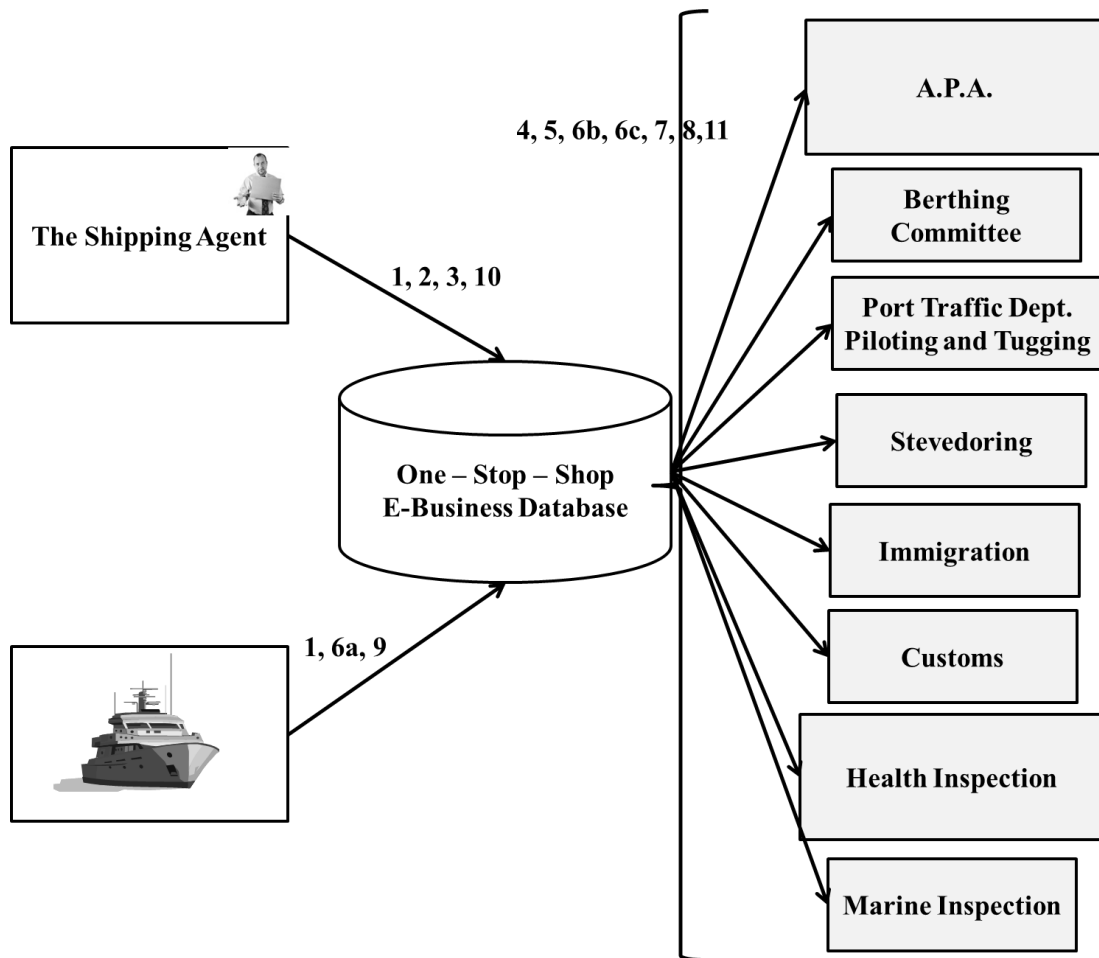 A.P.A.
4, 5, 6b, 6c, 7, 8,11
Berthing
Committee
The Shipping Agent
1, 2, 3, 10
Port Traffic Dept.
Piloting and Tugging
Stevedoring
One – Stop – Shop
E-Business Database
Immigration
1, 6a, 9
Customs
Health Inspection
Marine Inspection